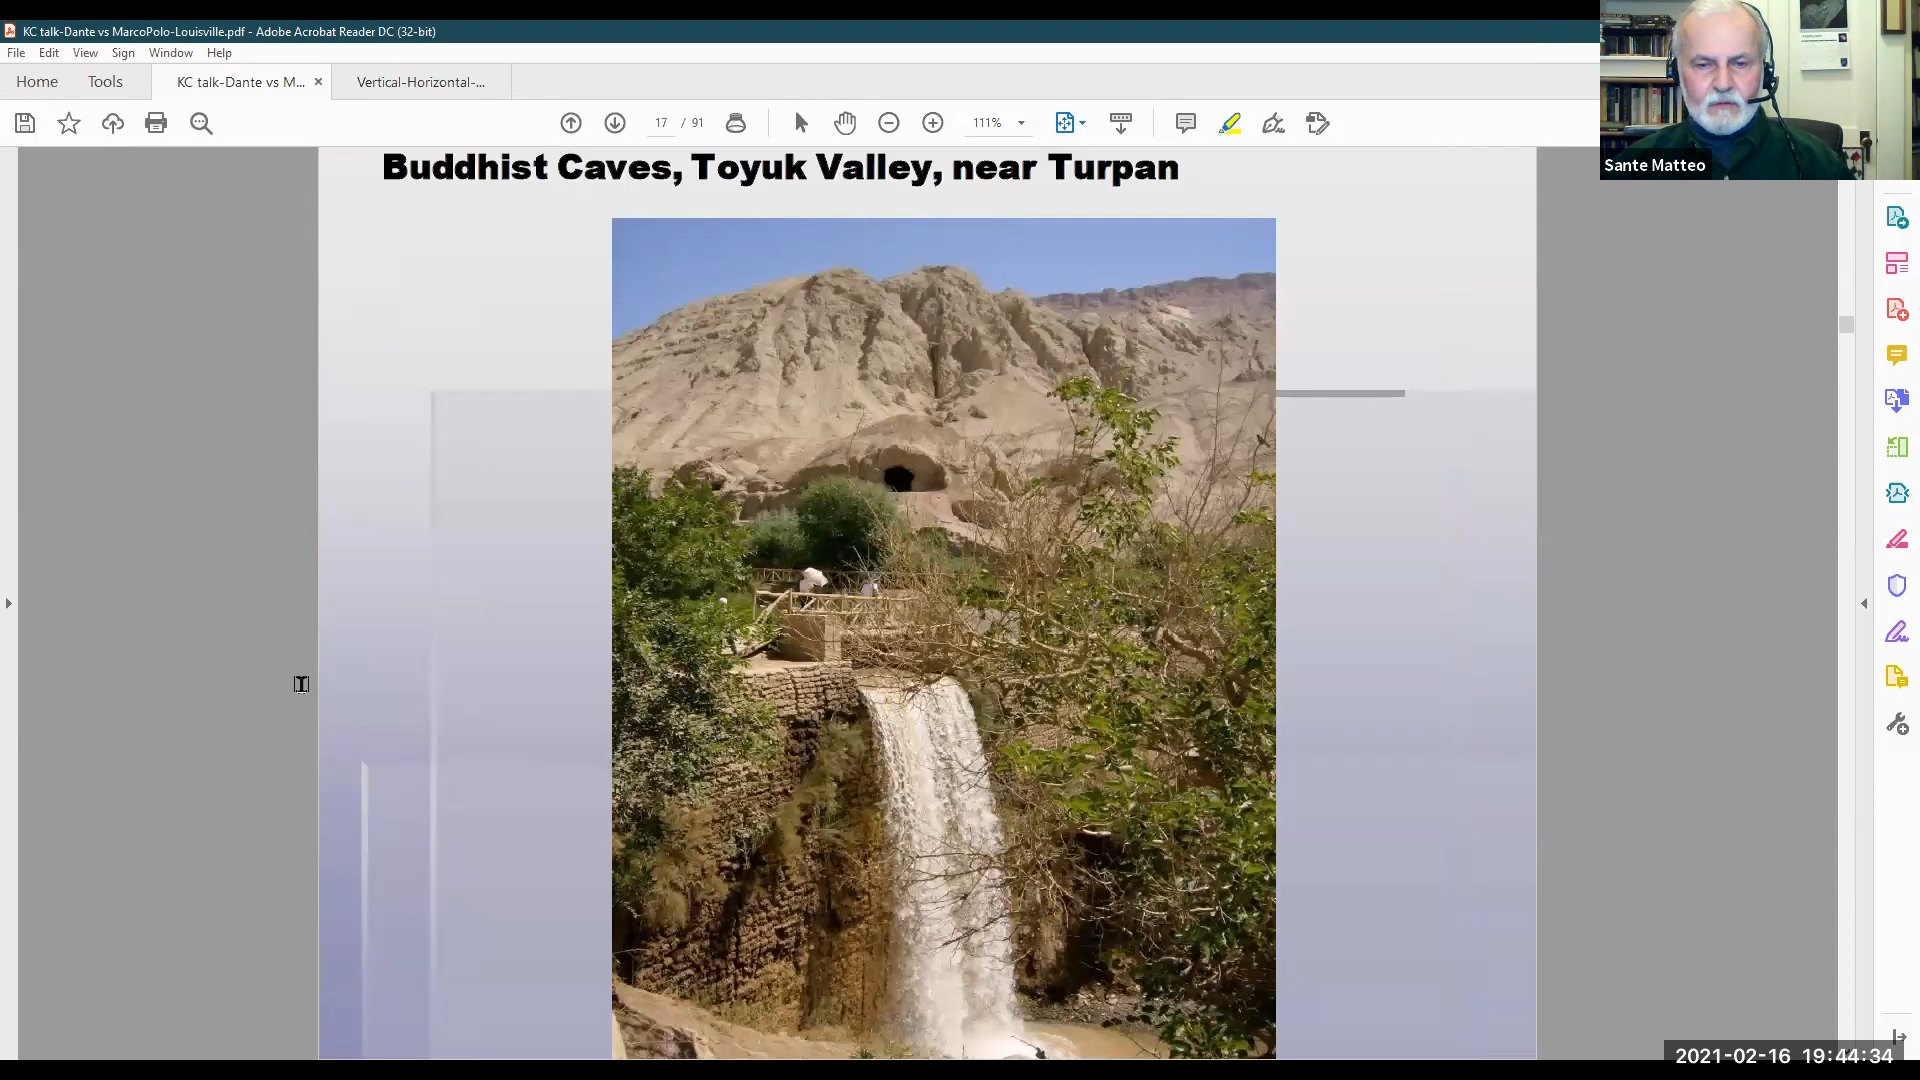 KC talk-Dante vs MarcoPolo-Louisville.pdf - Adobe Acrobat Reader DC (32-bit)
File Edit View Sign Window Help
Home Tools KC talk-Dante vs M... × Vertical-Horizontal-...
17 / 91 111%
Buddhist Caves, Toyuk Valley, near Turpan
Sante Matteo
2021-02-16 19:44:34